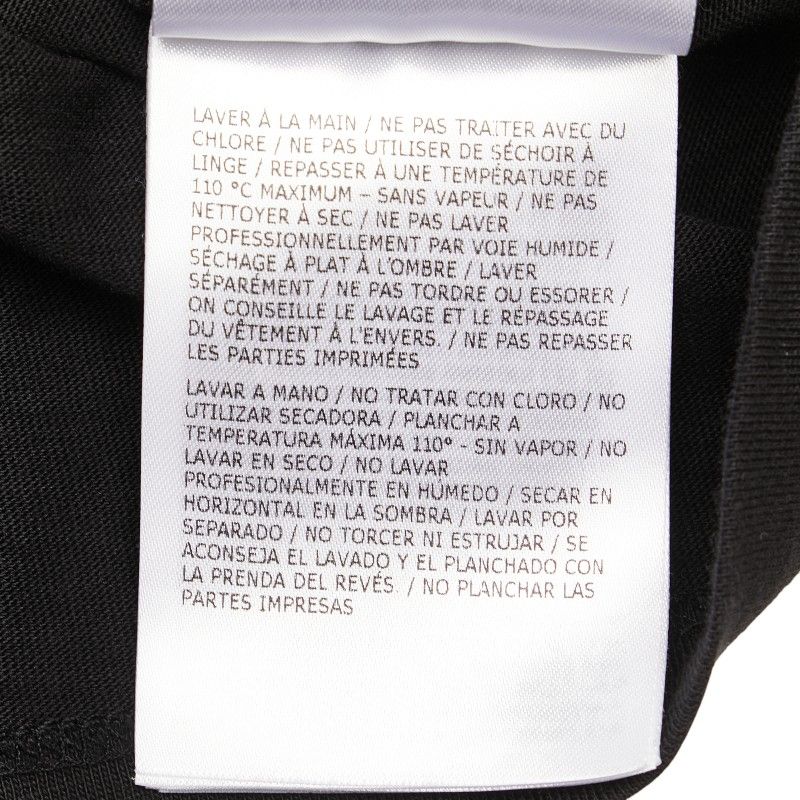 LAVER À LA MAIN / NE PAS TRAITER AVEC DU
CHLORE / NE PAS UTILISER DE SÉCHOIR À
LINGE / REPASSER À UNE TEMPÉRATURE DE
110 °C MAXIMUM – SANS VAPEUR / NE PAS
NETTOYER À SEC / NE PAS LAVER
PROFESSIONNELLEMENT PAR VOIE HUMIDE /
SÉCHAGE À PLAT À L'OMBRE / LAVER
SÉPARÉMENT / NE PAS TORDRE OU ESSORER /
ON CONSEILLE LE LAVAGE ET LE RÉPASSAGE
DU VÊTEMENT À L'ENVERS. / NE PAS REPASSER
LES PARTIES IMPRIMÉES
LAVAR A MANO / NO TRATAR CON CLORO / NO
UTILIZAR SECADORA / PLANCHAR A
TEMPERATURA MÁXIMA 110° - SIN VAPOR / NO
LAVAR EN SECO / NO LAVAR
PROFESIONALMENTE EN HÚMEDO / SECAR EN
HORIZONTAL EN LA SOMBRA / LAVAR POR
SEPARADO / NO TORCER NI ESTRUJAR / SE
ACONSEJA EL LAVADO Y EL PLANCHADO CON
LA PRENDA DEL REVÉS. / NO PLANCHAR LAS
PARTES IMPRESAS